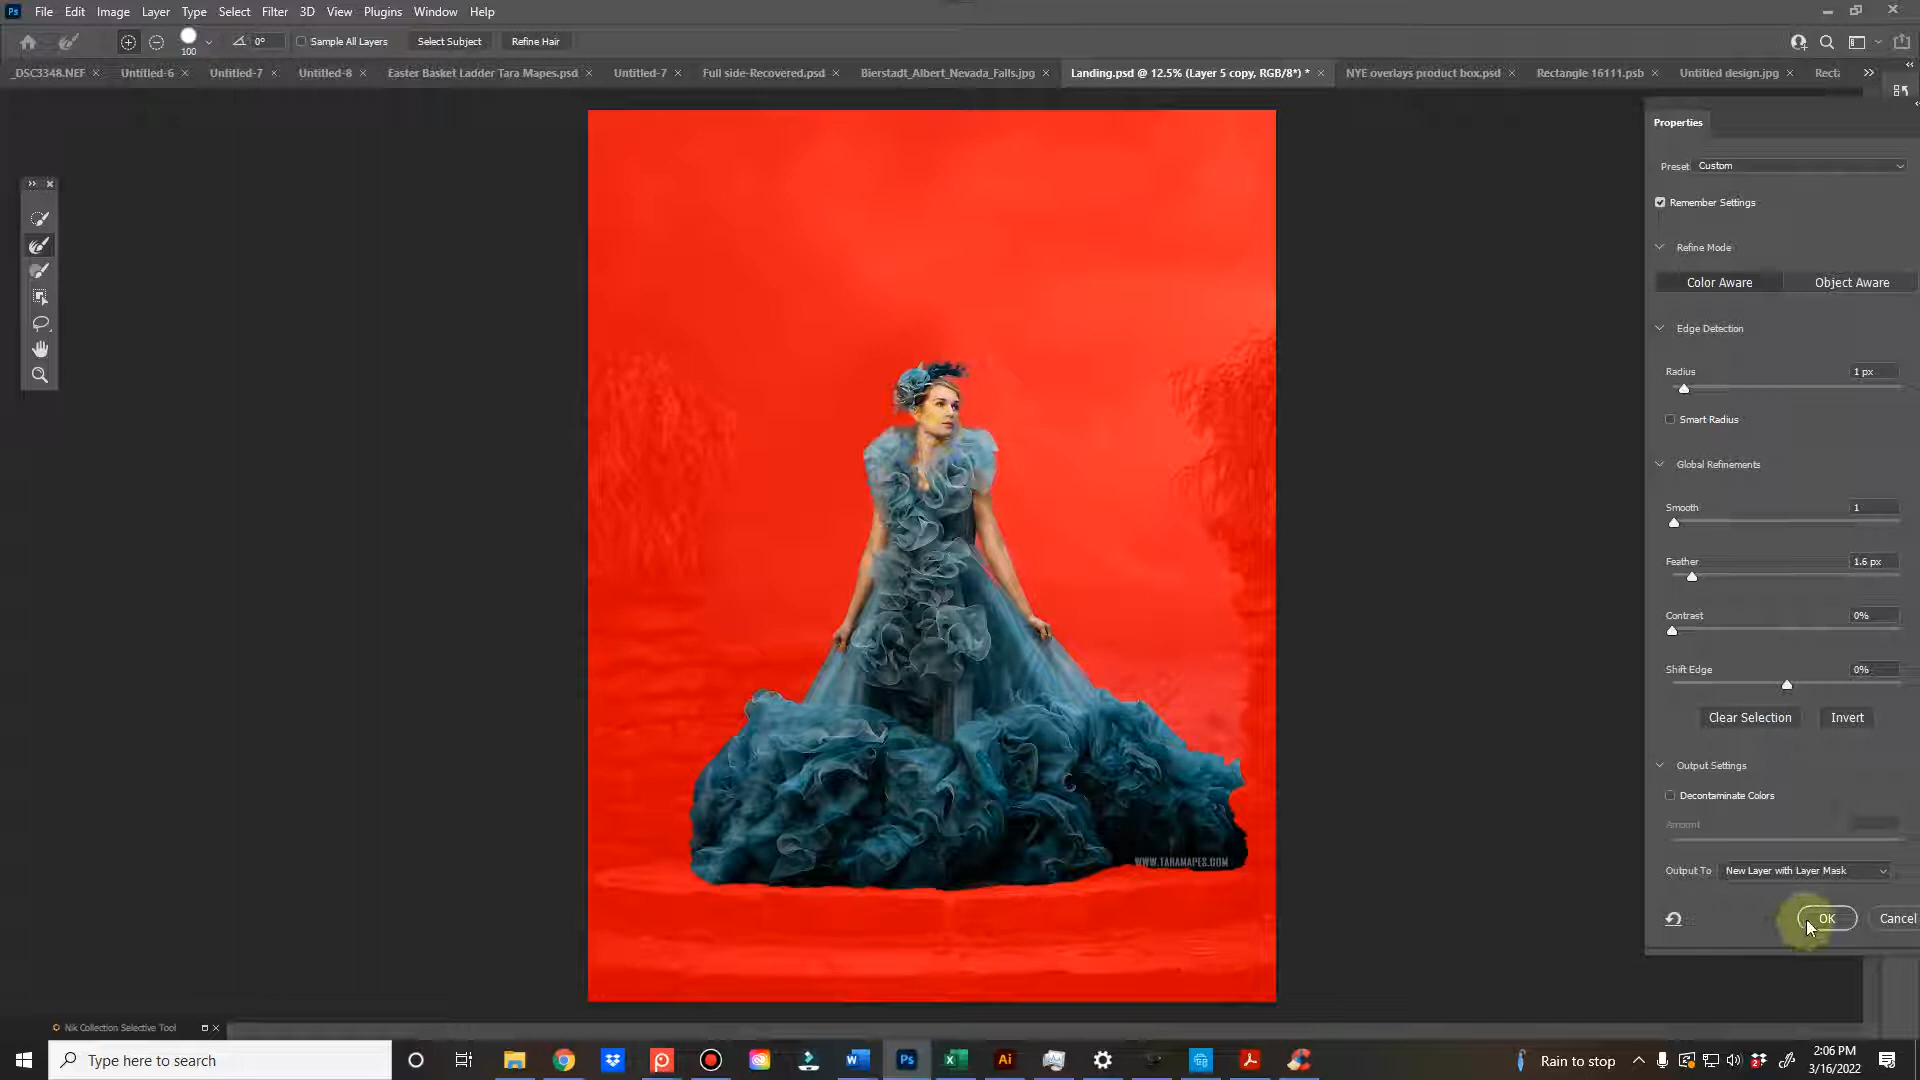 Ps File Edit Image Layer Type Select Filter 3D View Plugins Window Help
100 0° Sample All Layers Select Subject Refine Hair
_DSC3348.NEF × Untitled-6 × Untitled-7 × Untitled-8 × Easter Basket Ladder Tara Mapes.psd × Untitled-7 × Full side-Recovered.psd × Bierstadt_Albert_Nevada_Falls.jpg × Landing.psd @ 12.5% (Layer 5 copy, RGB/8*) * × NYE overlays product box.psd × Rectangle 16111.psb × Untitled design.jpg × Recta
Properties
Preset: Custom
Remember Settings
Refine Mode
Color Aware Object Aware
Edge Detection
Radius 1 px
Smart Radius
Global Refinements
Smooth 1
Feather 1.6 px
Contrast 0%
Shift Edge 0%
Clear Selection Invert
Output Settings
Decontaminate Colors
Amount
WWW.TARAMAPES.COM
Output To New Layer with Layer Mask
OK Cancel
Nik Collection Selective Tool
Type here to search
W Ps X Ai
Rain to stop
2:06 PM
3/16/2022